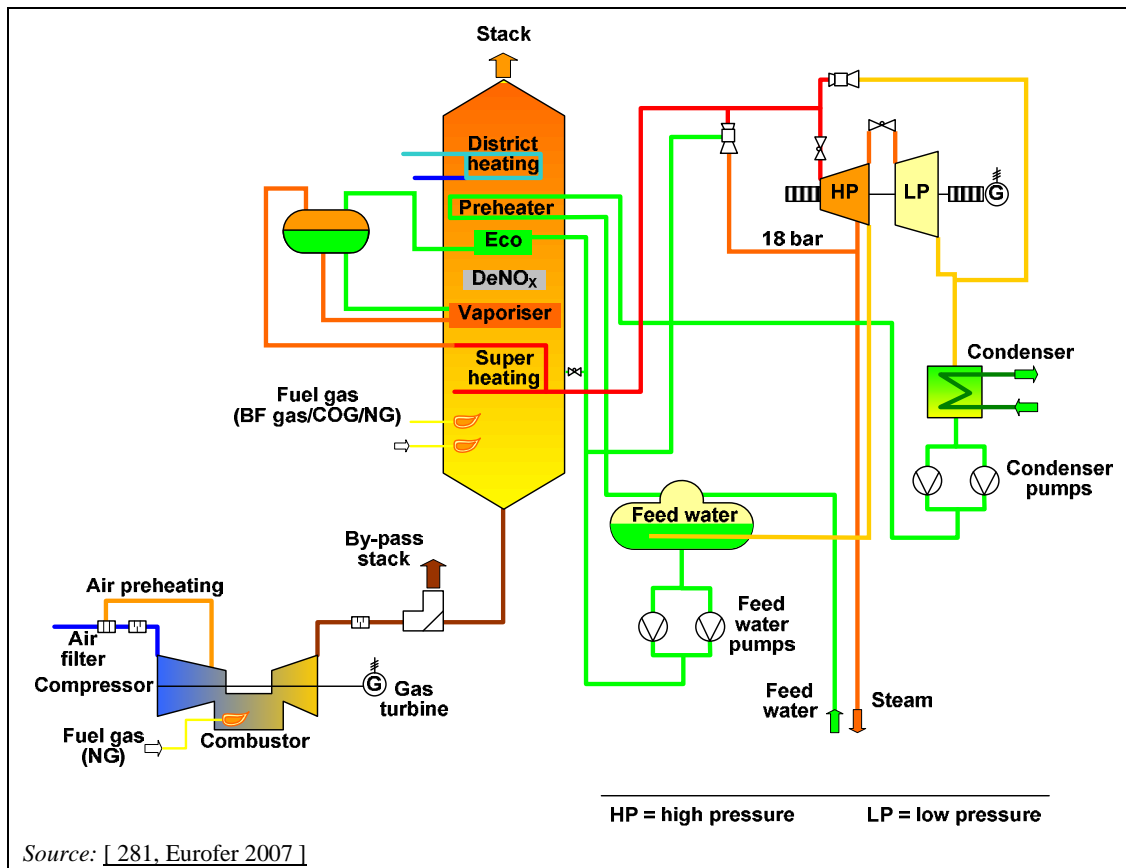 Stack
District
heating
Preheater
Eco
DeNOX
Vaporiser
Super
heating
Fuel gas
(BF gas/COG/NG)
HP
LP
G
18 bar
Condenser
Condenser
pumps
Feed water
Feed
water
pumps
By-pass
stack
Air preheating
Air
filter
Compressor
G
Gas
turbine
Fuel gas
(NG)
Combustor
Feed
water
Steam
HP = high pressure
LP = low pressure
Source: [ 281, Eurofer 2007 ]